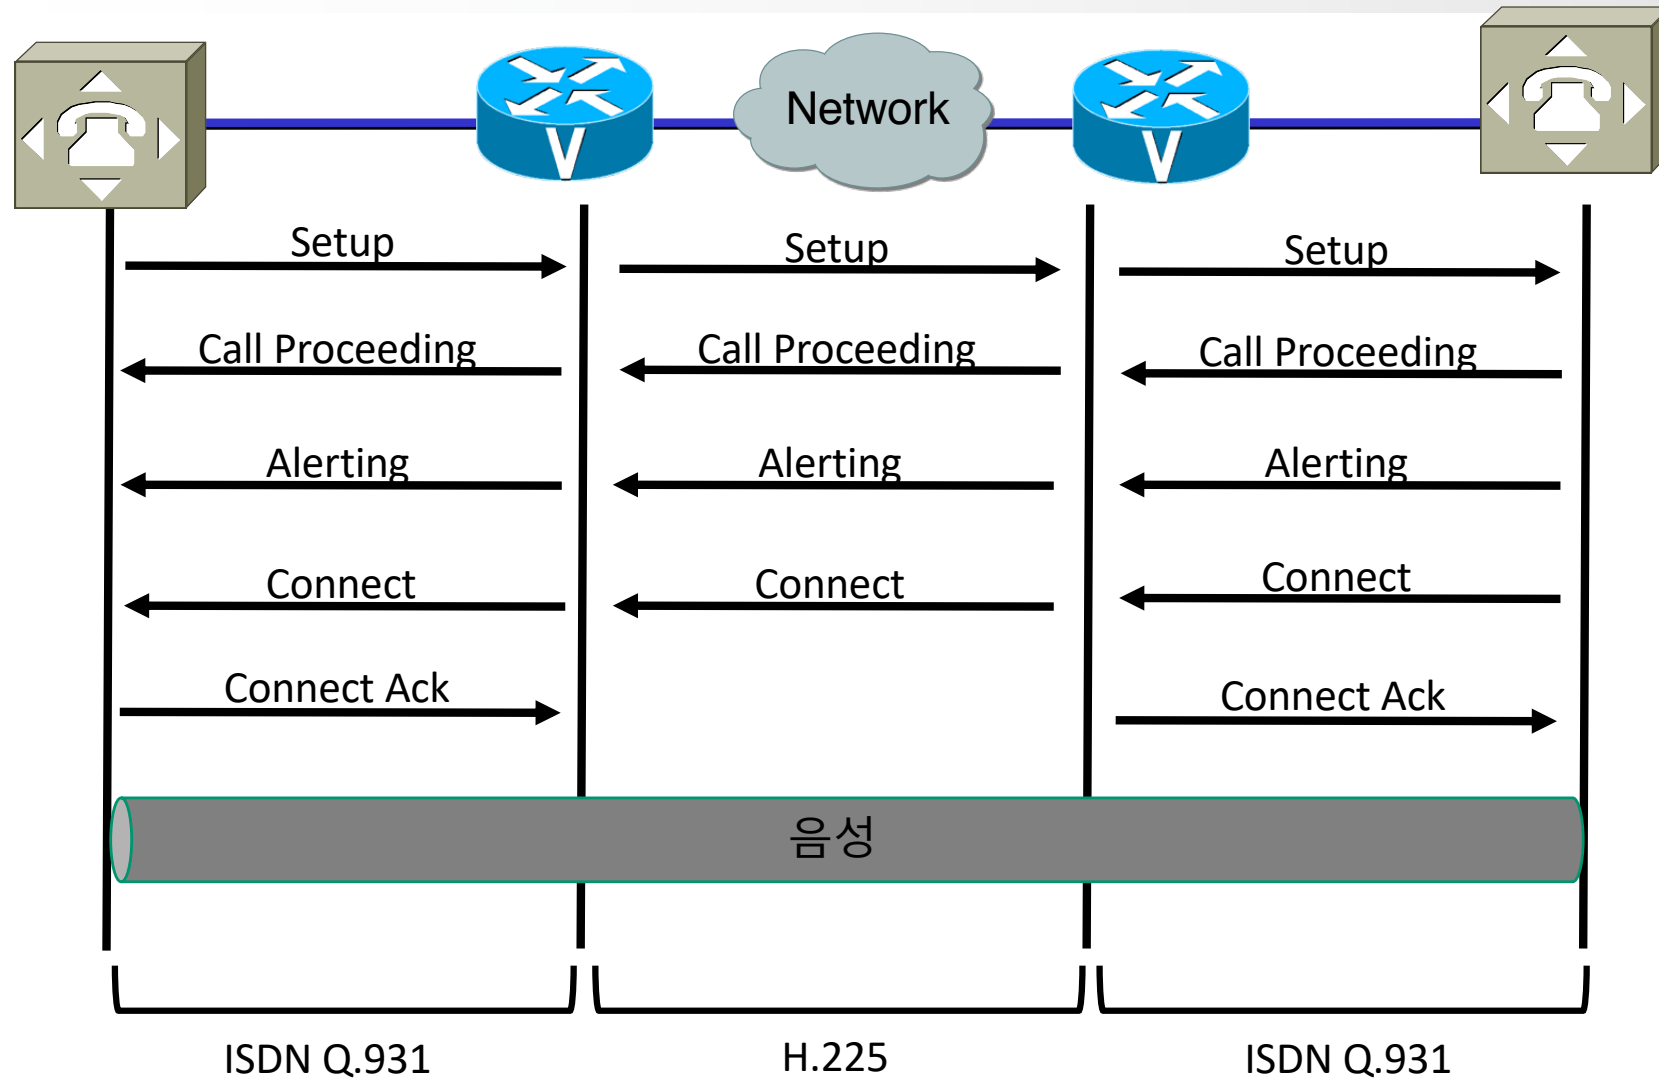 Network
V
V
Setup
Setup
Setup
Call Proceeding
Call Proceeding
Call Proceeding
Alerting
Alerting
Alerting
Connect
Connect
Connect
Connect Ack
Connect Ack
음성
ISDN Q.931
H.225
ISDN Q.931